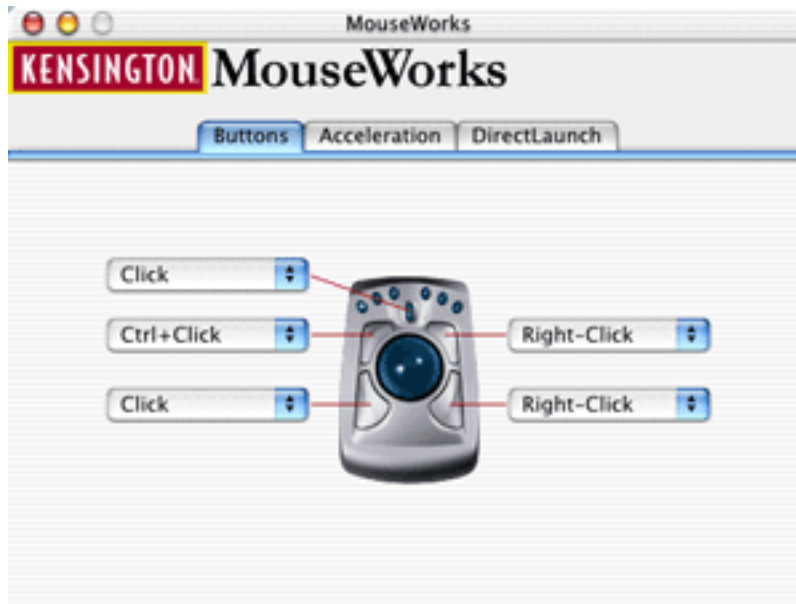 MouseWorks
KENSINGTON MouseWorks
Buttons Acceleration DirectLaunch
Click
Ctrl+Click Right-Click
Click Right-Click